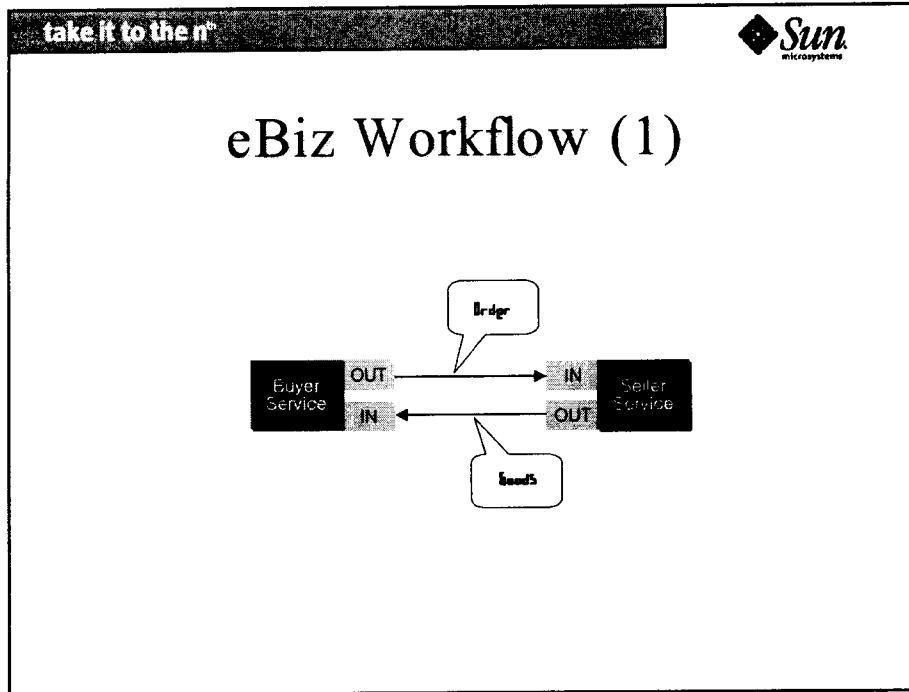 take it to the nth
Sun
microsystems
eBiz Workflow (1)
Order
Buyer
Service
OUT
IN
IN
OUT
Seller
Service
Goods